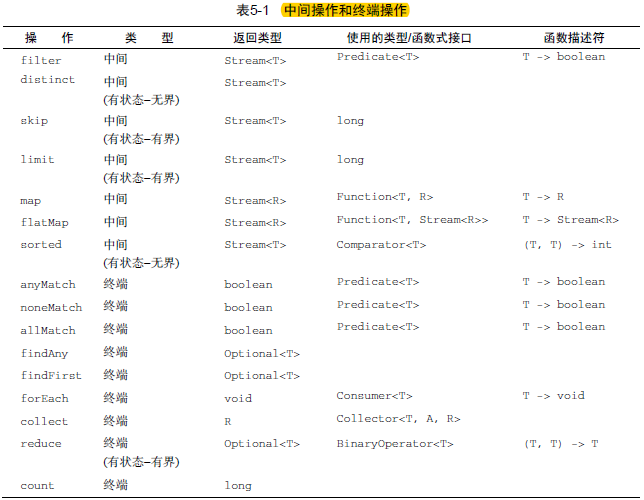 表5-1 中间操作和终端操作
操 作 类 型 返回类型 使用的类型/函数式接口 函数描述符
filter 中间 Stream<T> Predicate<T> T -> boolean
distinct 中间 Stream<T>
(有状态–无界)
skip 中间 Stream<T> long
(有状态–有界)
limit 中间 Stream<T> long
(有状态–有界)
map 中间 Stream<R> Function<T, R> T -> R
flatMap 中间 Stream<R> Function<T, Stream<R>> T -> Stream<R>
sorted 中间 Stream<T> Comparator<T> (T, T) -> int
(有状态–无界)
anyMatch 终端 boolean Predicate<T> T -> boolean
noneMatch 终端 boolean Predicate<T> T -> boolean
allMatch 终端 boolean Predicate<T> T -> boolean
findAny 终端 Optional<T>
findFirst 终端 Optional<T>
forEach 终端 void Consumer<T> T -> void
collect 终端 R Collector<T, A, R>
reduce 终端 Optional<T> BinaryOperator<T> (T, T) -> T
(有状态–有界)
count 终端 long